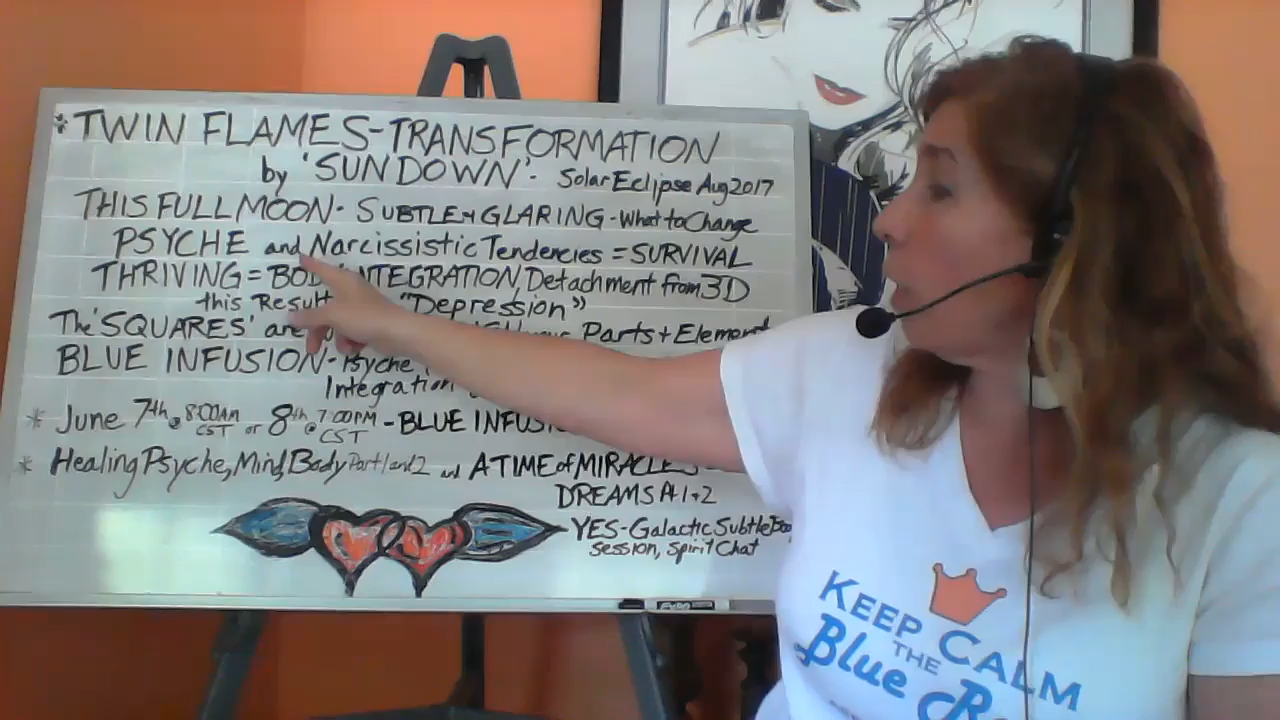 * TWIN FLAMES-TRANSFORMATION
by 'SUNDOWN' - Solar Eclipse Aug 2017
THIS FULL MOON - SUBTLE + GLARING - What to Change
PSYCHE and Narcissistic Tendencies = SURVIVAL
THRIVING = BODY INTEGRATION, Detachment from 3D
this Result "Depression"
The 'SQUARES' are Parts + Element
BLUE INFUSION - Psyche
Integration
* June 7th @ 8:00AM CST or 8th @ 7:00PM CST - BLUE INFUS
* Healing Psyche, Mind, Body Part 1 and 2 and A TIME of MIRACLES
DREAMS Pt 1+2
YES - Galactic Subtle
Session, Spirit Chat
EXPO
KEEP CALM
THE
Blue